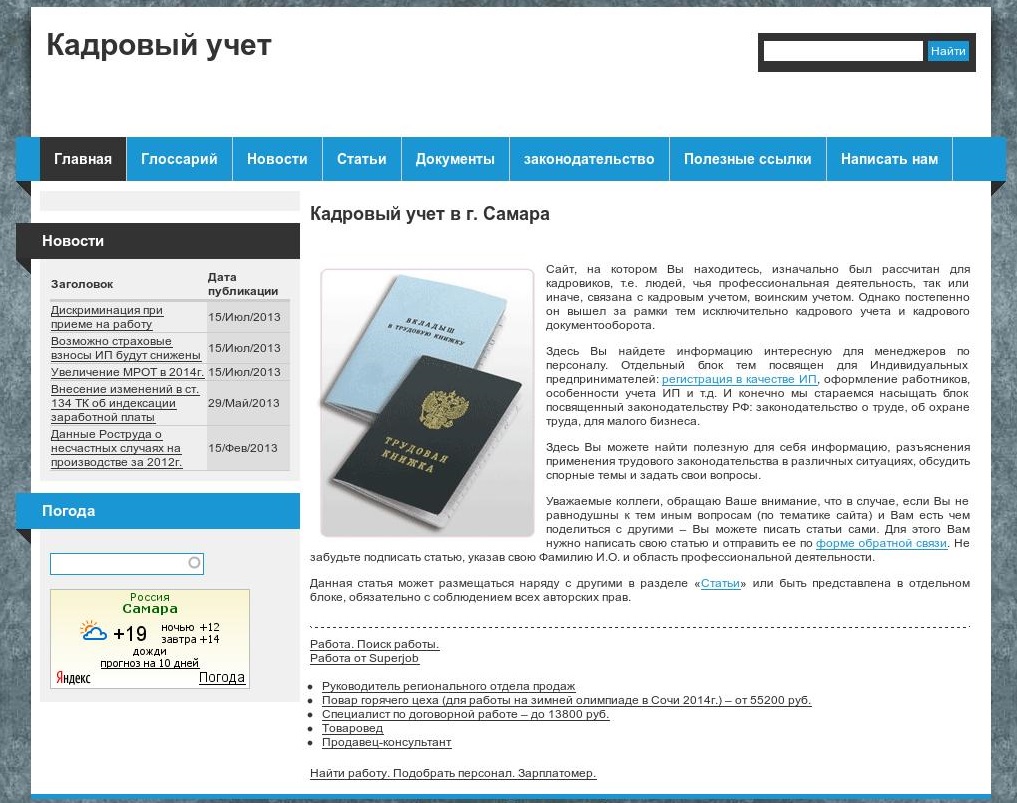 Кадровый учет
Найти
Главная
Глоссарий
Новости
Статьи
Документы
законодательство
Полезные ссылки
Написать нам
Новости
Заголовок
Дата
публикации
Дискриминация при
приеме на работу
15/Июл/2013
Возможно страховые
взносы ИП будут снижены
15/Июл/2013
Увеличение МРОТ в 2014г.
15/Июл/2013
Внесение изменений в ст.
134 ТК об индексации
заработной платы
29/Май/2013
Данные Роструда о
несчастных случаях на
производстве за 2012г.
15/Фев/2013
Погода
Россия
Самара
+19
ночью +12
завтра +14
дожди
прогноз на 10 дней
Яндекс
Погода
Кадровый учет в г. Самара
ВКЛАДЫШ
В ТРУДОВУЮ КНИЖКУ
ТРУДОВАЯ
КНИЖКА
Сайт, на котором Вы находитесь, изначально был рассчитан для
кадровиков, т.е. людей, чья профессиональная деятельность, так или
иначе, связана с кадровым учетом, воинским учетом. Однако постепенно
он вышел за рамки тем исключительно кадрового учета и кадрового
документооборота.
Здесь Вы найдете информацию интересную для менеджеров по
персоналу. Отдельный блок тем посвящен для Индивидуальных
предпринимателей: регистрация в качестве ИП, оформление работников,
особенности учета ИП и т.д. И конечно мы стараемся насыщать блок
посвященный законодательству РФ: законодательство о труде, об охране
труда, для малого бизнеса.
Здесь Вы можете найти полезную для себя информацию, разъяснения
применения трудового законодательства в различных ситуациях, обсудить
спорные темы и задать свои вопросы.
Уважаемые коллеги, обращаю Ваше внимание, что в случае, если Вы не
равнодушны к тем иным вопросам (по тематике сайта) и Вам есть чем
поделиться с другими – Вы можете писать статьи сами. Для этого Вам
нужно написать свою статью и отправить ее по форме обратной связи. Не
забудьте подписать статью, указав свою Фамилию И.О. и область профессиональной деятельности.
Данная статья может размещаться наряду с другими в разделе «Статьи» или быть представлена в отдельном
блоке, обязательно с соблюдением всех авторских прав.
Работа. Поиск работы.
Работа от Superjob
Руководитель регионального отдела продаж
Повар горячего цеха (для работы на зимней олимпиаде в Сочи 2014г.) – от 55200 руб.
Специалист по договорной работе – до 13800 руб.
Товаровед
Продавец-консультант
Найти работу. Подобрать персонал. Зарплатомер.